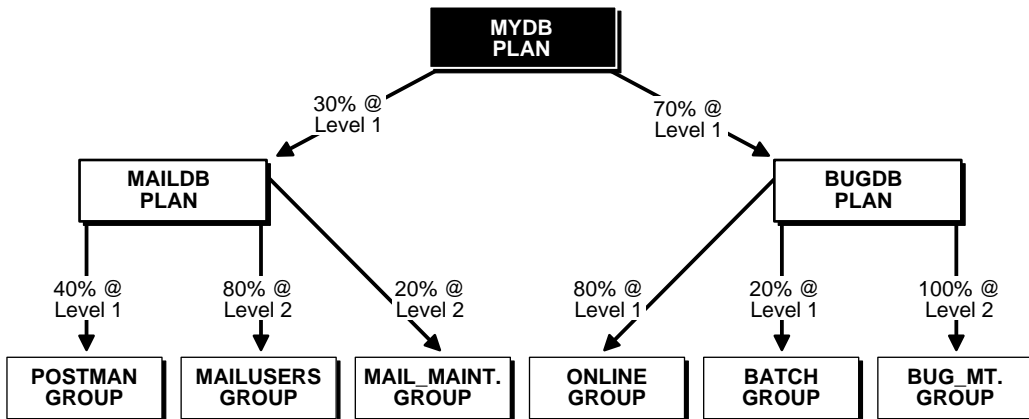 MYDB
PLAN
30% @
Level 1
70% @
Level 1
MAILDB
PLAN
BUGDB
PLAN
40% @
Level 1
80% @
Level 2
20% @
Level 2
80% @
Level 1
20% @
Level 1
100% @
Level 2
POSTMAN
GROUP
MAILUSERS
GROUP
MAIL_MAINT.
GROUP
ONLINE
GROUP
BATCH
GROUP
BUG_MT.
GROUP